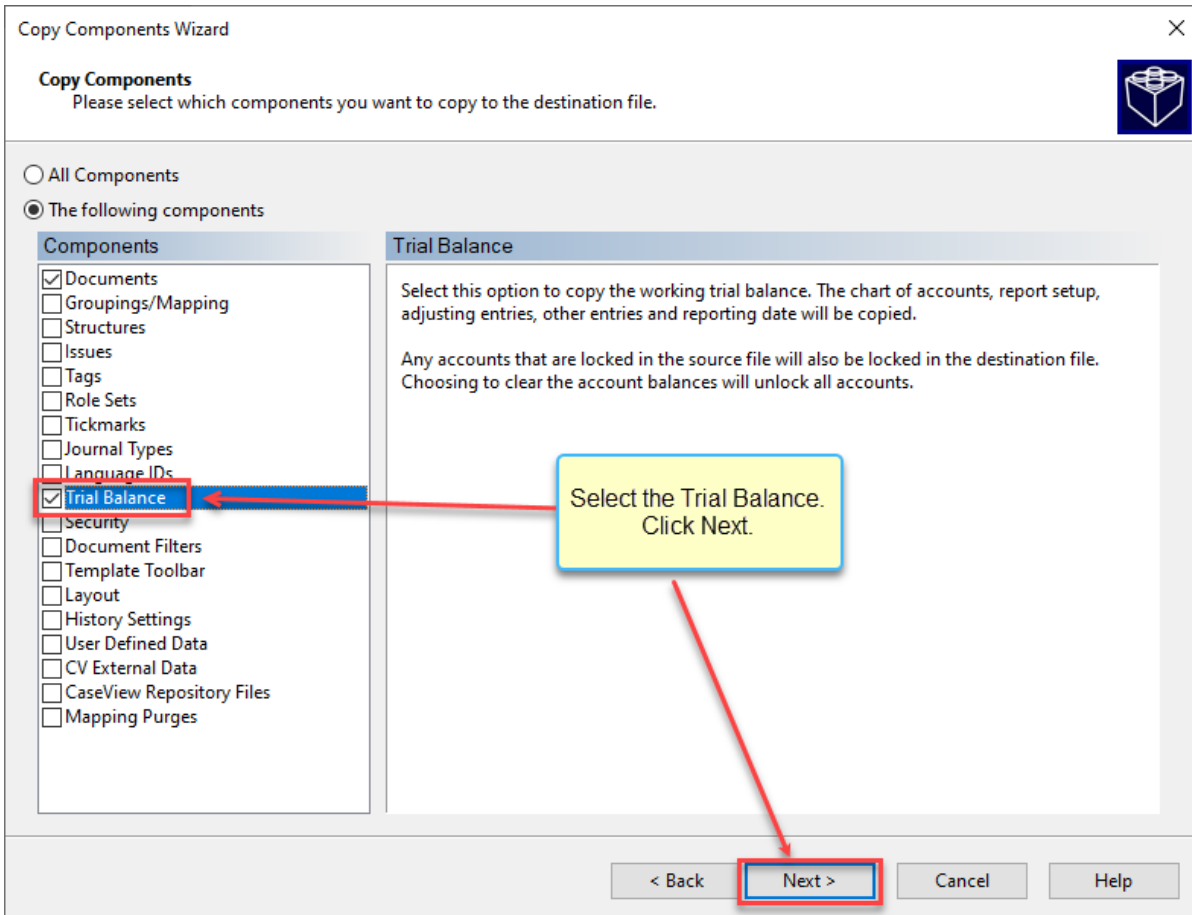 Copy Components Wizard
Copy Components
Please select which components you want to copy to the destination file.
All Components
The following components
Components
Documents
Groupings/Mapping
Structures
Issues
Tags
Role Sets
Tickmarks
Journal Types
Language IDs
Trial Balance
Security
Document Filters
Template Toolbar
Layout
History Settings
User Defined Data
CV External Data
CaseView Repository Files
Mapping Purges
Trial Balance
Select this option to copy the working trial balance. The chart of accounts, report setup,
adjusting entries, other entries and reporting date will be copied.
Any accounts that are locked in the source file will also be locked in the destination file.
Choosing to clear the account balances will unlock all accounts.
Select the Trial Balance.
Click Next.
< Back
Next >
Cancel
Help